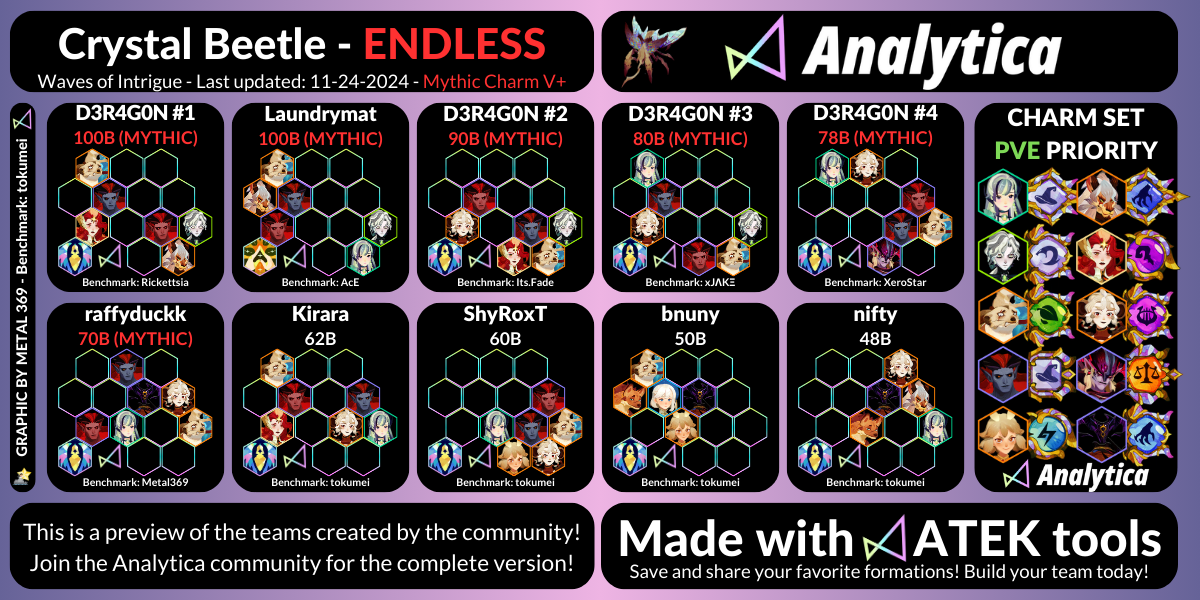 Crystal Beetle - ENDLESS
Waves of Intrigue - Last updated: 11-24-2024 - Mythic Charm V+
Analytica
GRAPHIC BY METAL 369 - Benchmark: tokumei
D3R4G0N #1
100B (MYTHIC)
Benchmark: Rickettsia
Laundrymat
100B (MYTHIC)
Benchmark: AcE
D3R4G0N #2
90B (MYTHIC)
Benchmark: Its.Fade
D3R4G0N #3
80B (MYTHIC)
Benchmark: xJΛKΞ
D3R4G0N #4
78B (MYTHIC)
Benchmark: XeroStar
raffyduckk
70B (MYTHIC)
Benchmark: Metal369
Kirara
62B
Benchmark: tokumei
ShyRoxT
60B
Benchmark: tokumei
bnuny
50B
Benchmark: tokumei
nifty
48B
Benchmark: tokumei
CHARM SET
PVE PRIORITY
Analytica
This is a preview of the teams created by the community!
Join the Analytica community for the complete version!
Made with ATEK tools
Save and share your favorite formations! Build your team today!